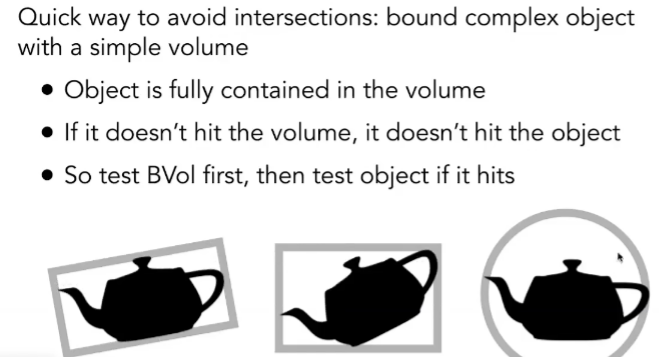 Quick way to avoid intersections: bound complex object
with a simple volume
• Object is fully contained in the volume
• If it doesn’t hit the volume, it doesn’t hit the object
• So test BVol first, then test object if it hits